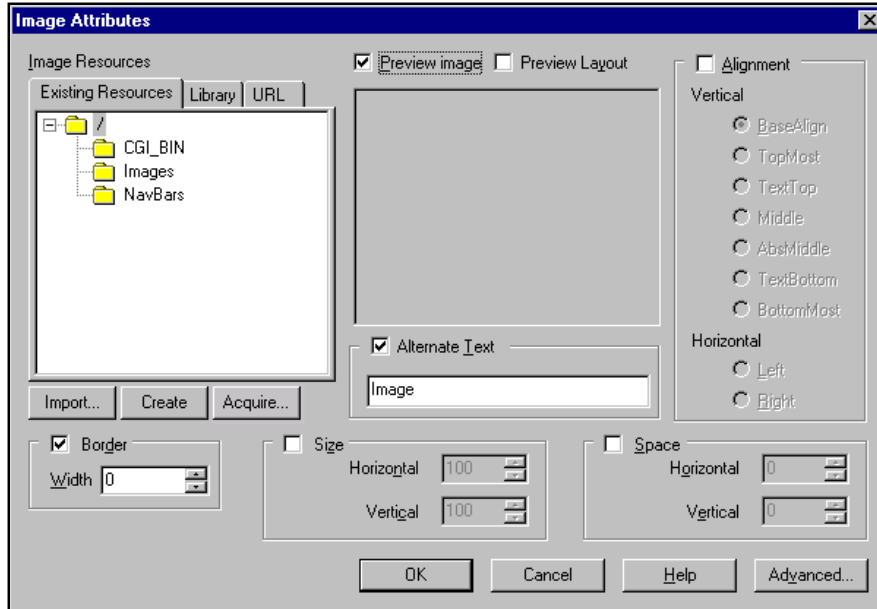 Image Attributes
Image Resources
Existing Resources Library URL
/
CGI_BIN
Images
NavBars
Import... Create Acquire...
Preview image Preview Layout
Alternate Text
Image
Alignment
Vertical
BaseAlign
TopMost
TextTop
Middle
AbsMiddle
TextBottom
BottomMost
Horizontal
Left
Right
Border
Width 0
Size
Horizontal 100
Vertical 100
Space
Horizontal 0
Vertical 0
OK Cancel Help Advanced...